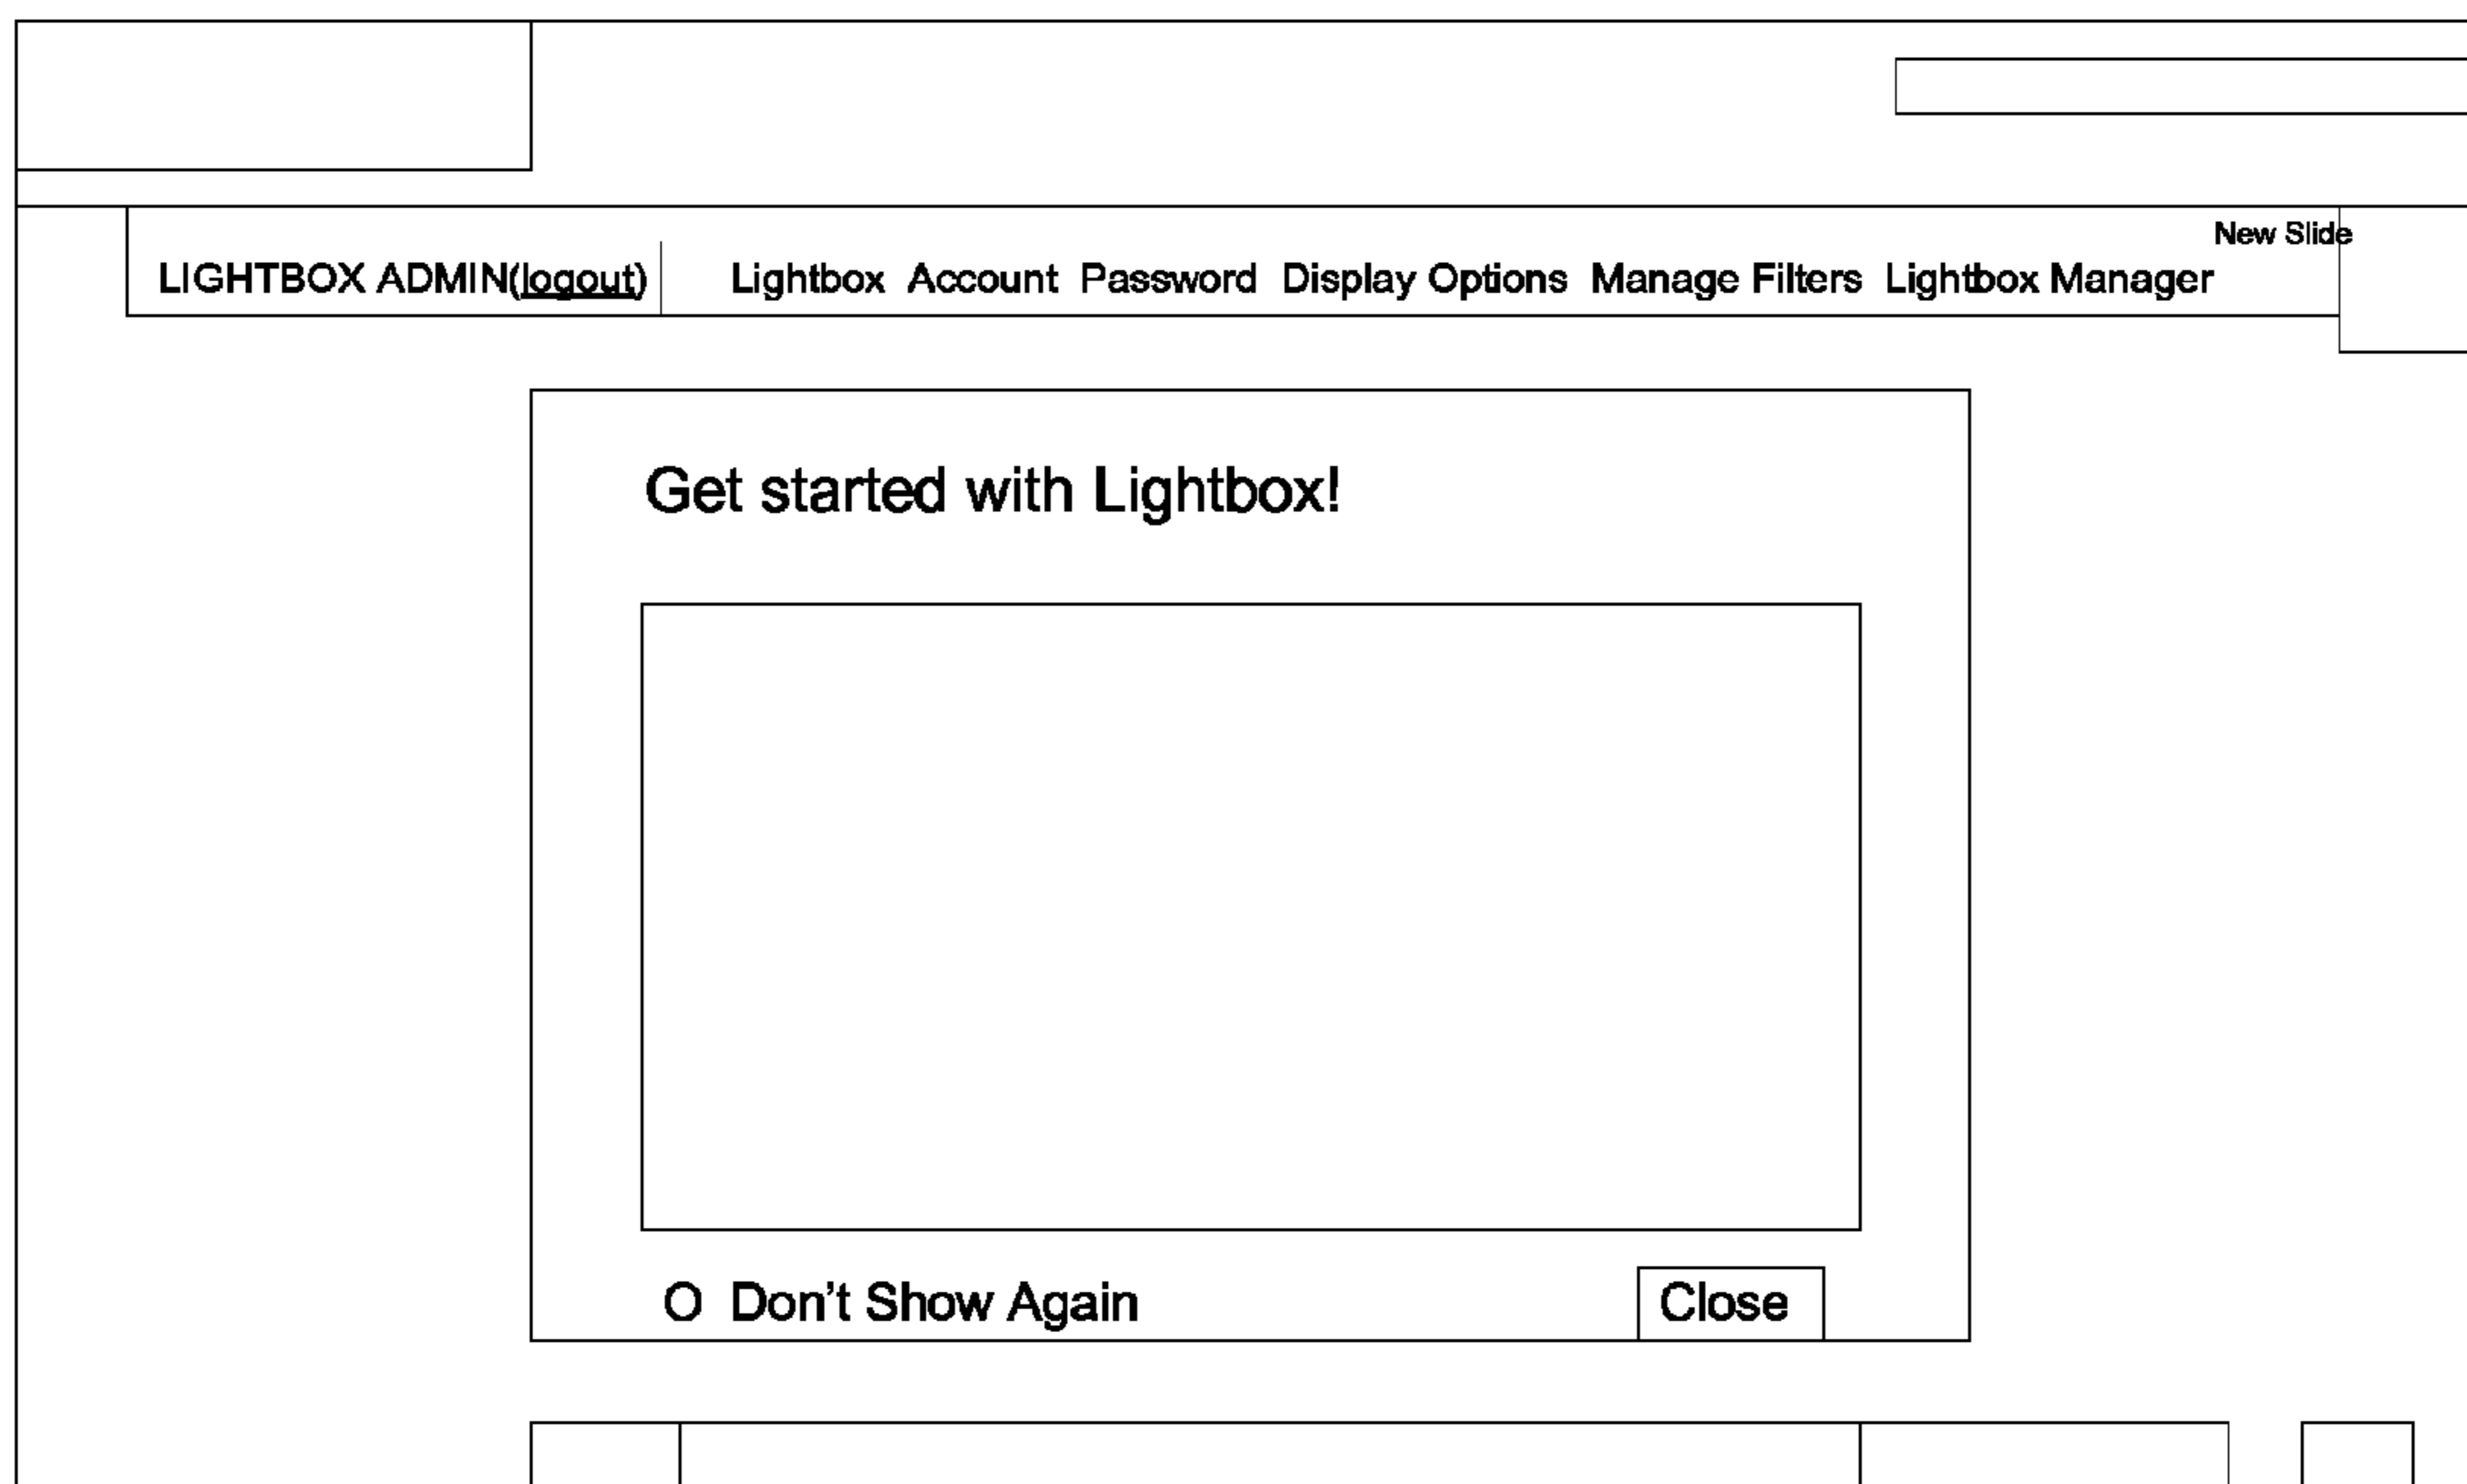 New Slide
LIGHTBOX ADMIN(logout) Lightbox Account Password Display Options Manage Filters Lightbox Manager
Get started with Lightbox!
O Don’t Show Again Close